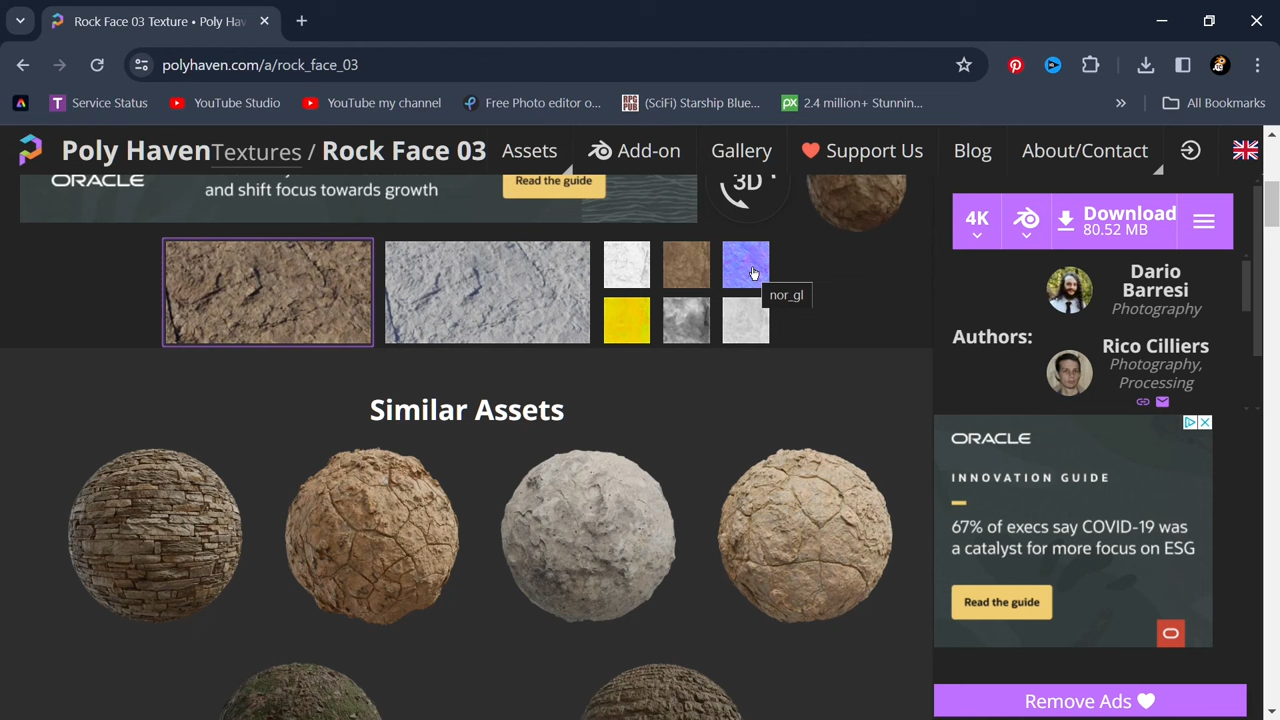 Rock Face 03 Texture • Poly Hav
polyhaven.com/a/rock_face_03
Service Status
YouTube Studio
YouTube my channel
Free Photo editor o...
RPG
PUB
(SciFi) Starship Blue...
px
2.4 million+ Stunnin...
»
All Bookmarks
Poly Haven
Textures / Rock Face 03
Assets
Add-on
Gallery
Support Us
Blog
About/Contact
ORACLE
and shift focus towards growth
Read the guide
3D
4K
Download
80.52 MB
nor_gl
Authors:
Dario
Barresi
Photography
Rico Cilliers
Photography,
Processing
Similar Assets
ORACLE
INNOVATION GUIDE
67% of execs say COVID-19 was
a catalyst for more focus on ESG
Read the guide
Remove Ads